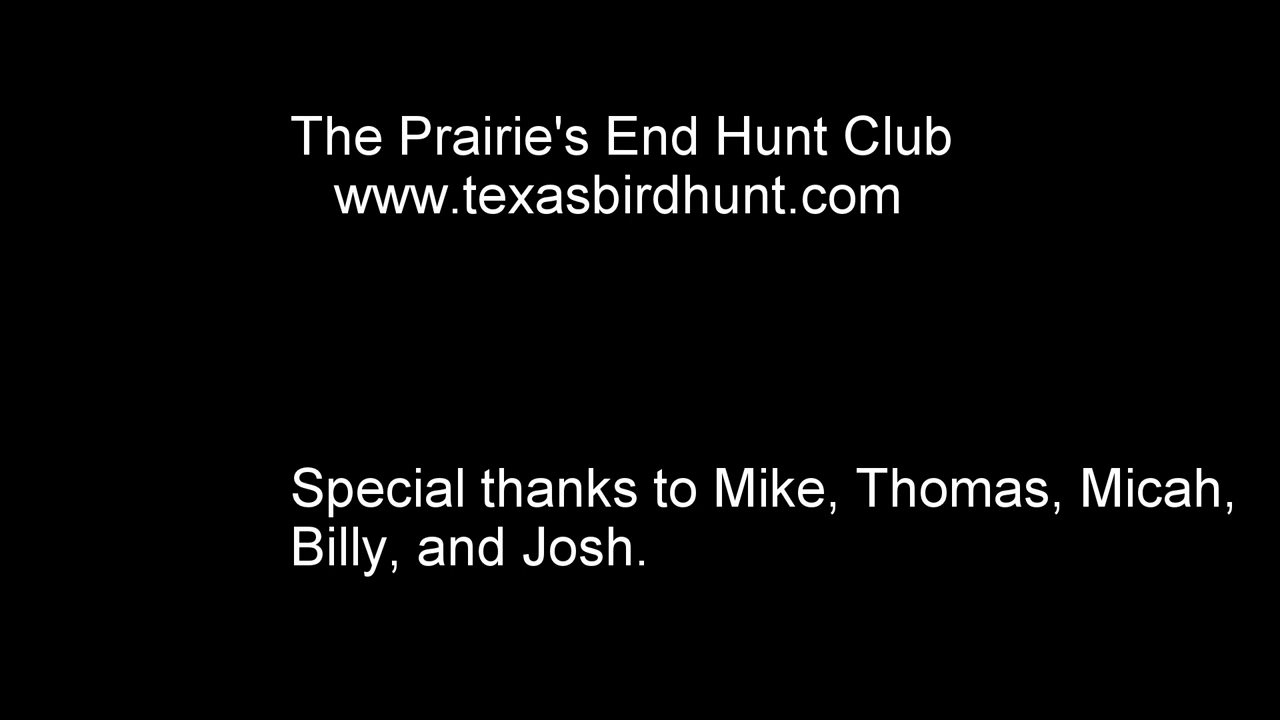 The Prairie's End Hunt Club
www.texasbirdhunt.com
Special thanks to Mike, Thomas, Micah,
Billy, and Josh.